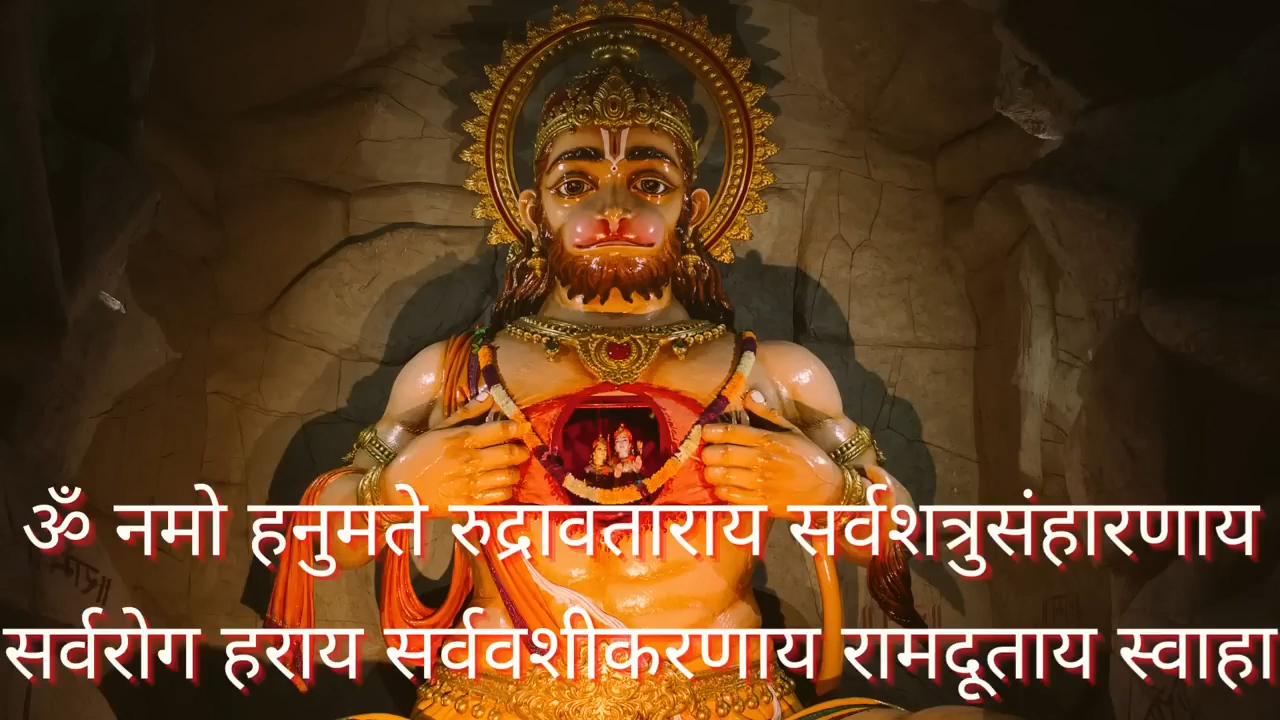 ॐ नमो हनुमते रुद्रावताराय सर्वशत्रुसंहारणाय
सर्वरोग हराय सर्ववशीकरणाय रामदूताय स्वाहा